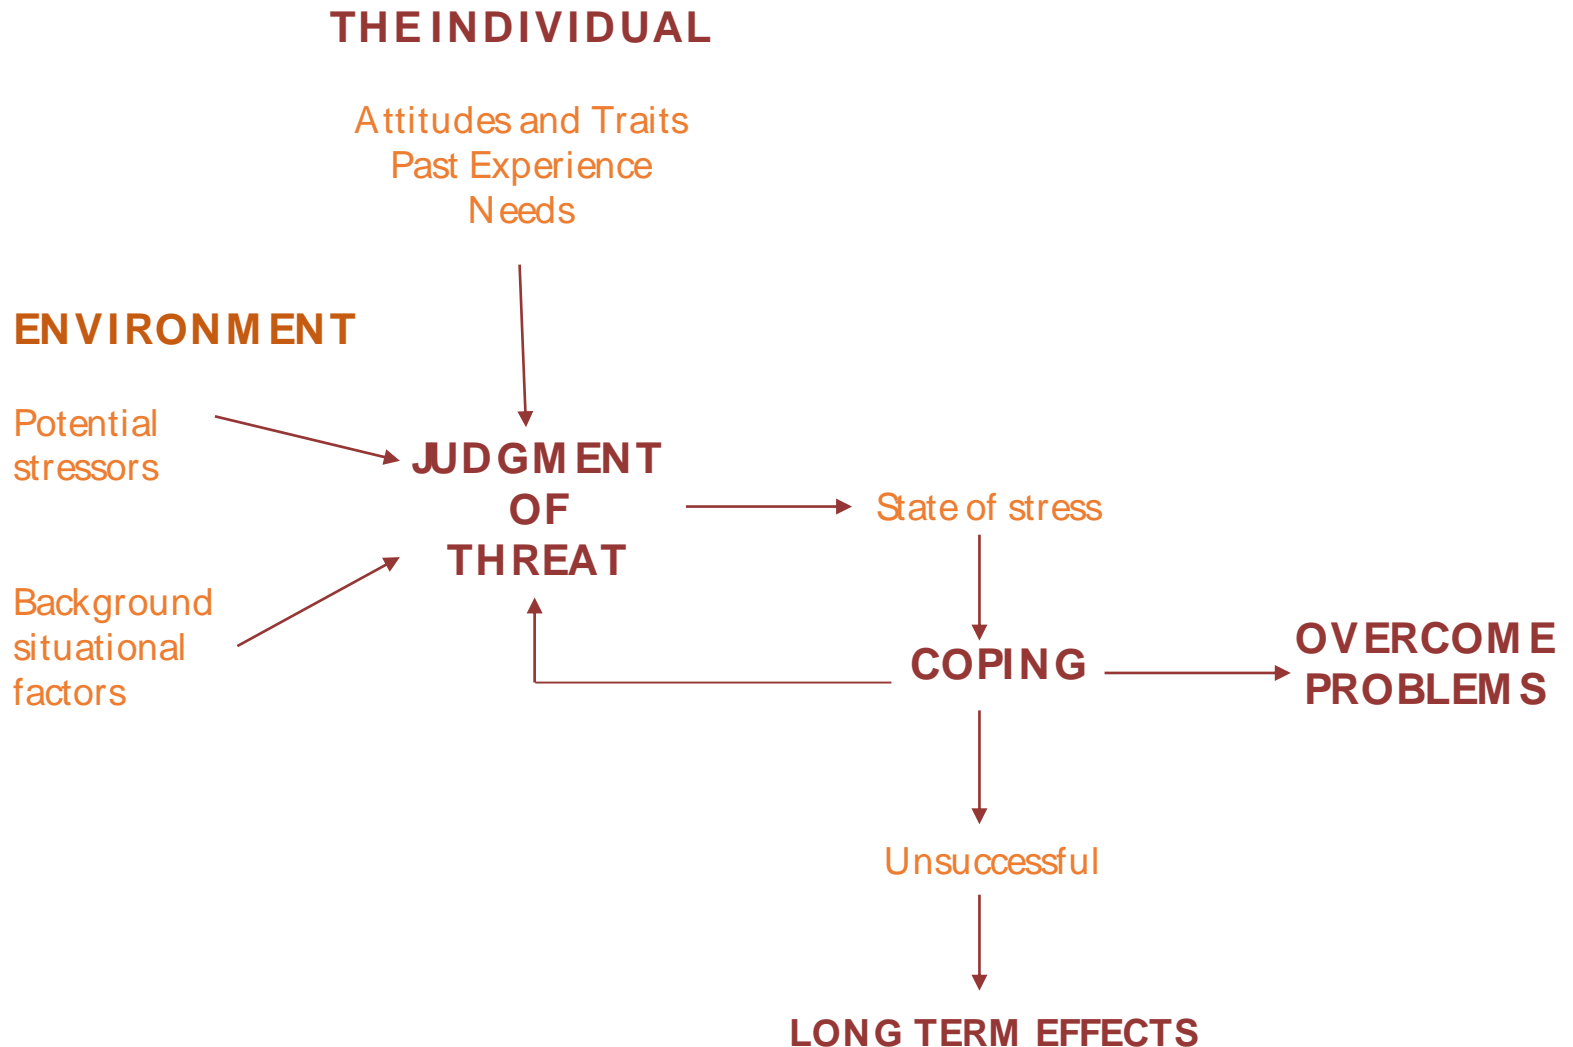 THE INDIVIDUAL
Attitudes and Traits
Past Experience
Needs
ENVIRONMENT
Potential
stressors
JUDGMENT
OF
THREAT
State of stress
Background
situational
factors
COPING
OVERCOME
PROBLEMS
Unsuccessful
LONG TERM EFFECTS